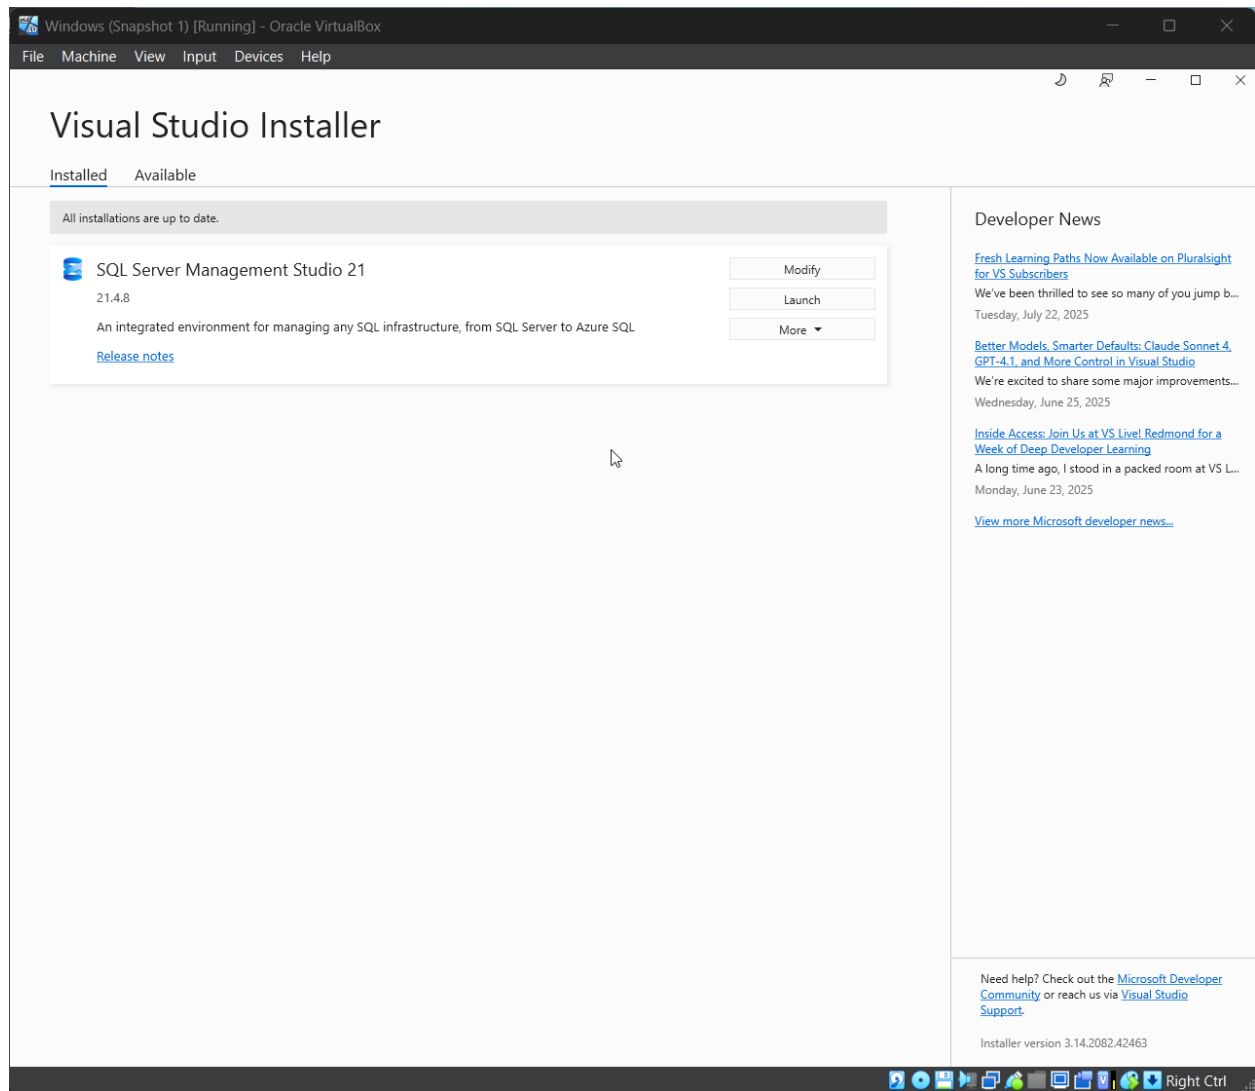 Windows (Snapshot 1) [Running] - Oracle VirtualBox
File Machine View Input Devices Help
Visual Studio Installer
Installed Available
All installations are up to date.
SQL Server Management Studio 21
21.4.8
An integrated environment for managing any SQL infrastructure, from SQL Server to Azure SQL
Release notes
Modify
Launch
More
Developer News
Fresh Learning Paths Now Available on Pluralsight
for VS Subscribers
We've been thrilled to see so many of you jump b...
Tuesday, July 22, 2025
Better Models, Smarter Defaults: Claude Sonnet 4,
GPT-4.1, and More Control in Visual Studio
We're excited to share some major improvements...
Wednesday, June 25, 2025
Inside Access: Join Us at VS Live! Redmond for a
Week of Deep Developer Learning
A long time ago, I stood in a packed room at VS L...
Monday, June 23, 2025
View more Microsoft developer news...
Need help? Check out the Microsoft Developer
Community or reach us via Visual Studio
Support.
Installer version 3.14.2082.42463
Right Ctrl